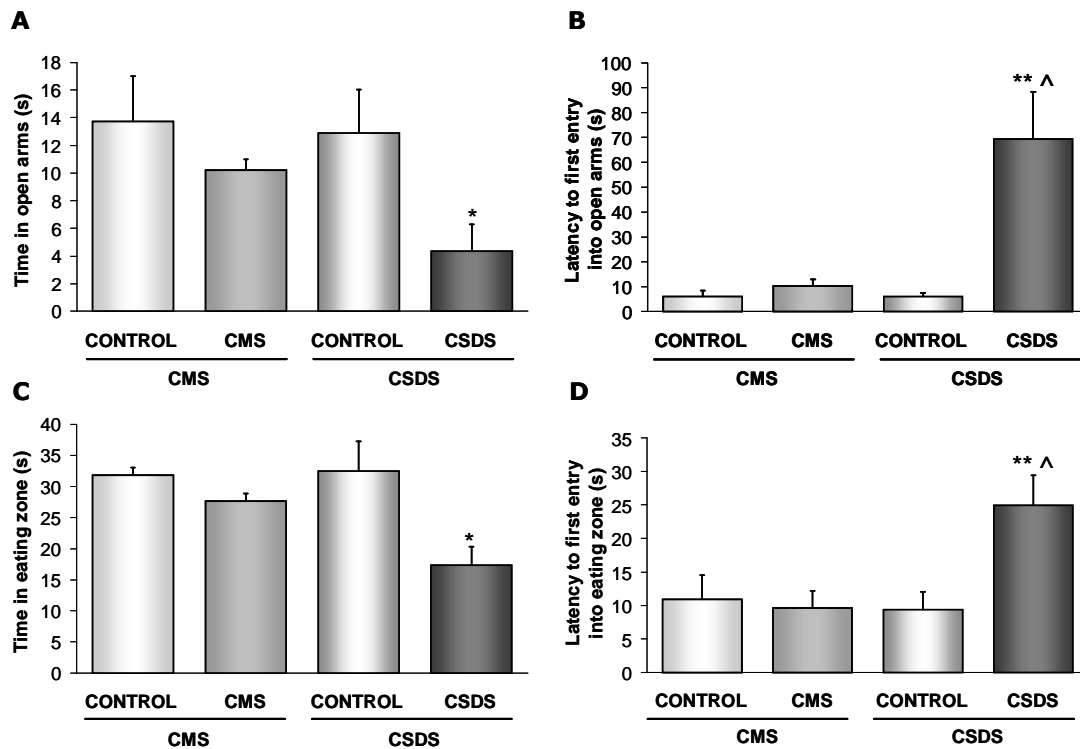 A
Time in open arms (s)
18
16
14
12
10
8
6
4
2
0
*
CONTROL CMS CONTROL CSDS
CMS CSDS
B
Latency to first entry
into open arms (s)
100
90
80
70
60
50
40
30
20
10
0
** ^
CONTROL CMS CONTROL CSDS
CMS CSDS
C
Time in eating zone (s)
40
35
30
25
20
15
10
5
0
*
CONTROL CMS CONTROL CSDS
CMS CSDS
D
Latency to first entry
into eating zone (s)
35
30
25
20
15
10
5
0
** ^
CONTROL CMS CONTROL CSDS
CMS CSDS